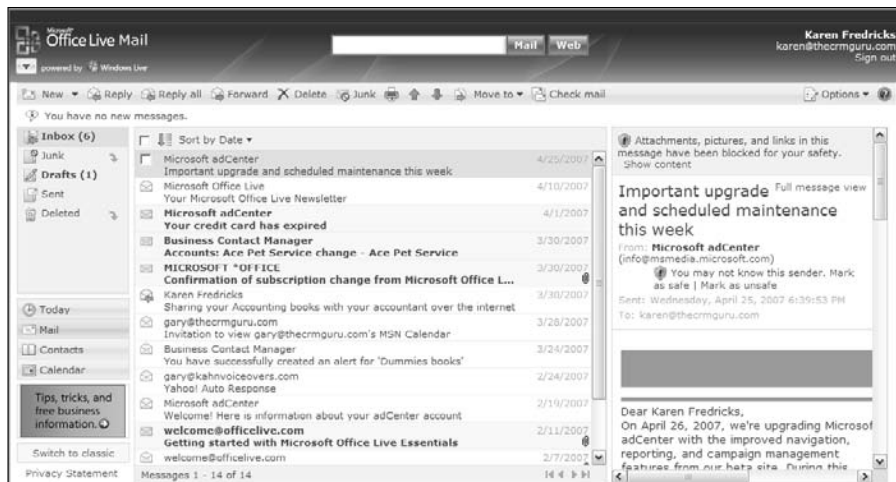 Microsoft®
Office Live Mail
powered by Windows Live
Mail Web
Karen Fredricks
karen@thecrmguru.com
Sign out
New Reply Reply all Forward Delete Junk Move to Check mail Options
You have no new messages.
Inbox (6)
Junk
Drafts (1)
Sent
Deleted
Today
Mail
Contacts
Calendar
Tips, tricks, and
free business
information.
Switch to classic
Privacy Statement
Sort by Date
Microsoft adCenter 4/25/2007
Important upgrade and scheduled maintenance this week
Microsoft Office Live 4/10/2007
Your Microsoft Office Live Newsletter
Microsoft adCenter 4/1/2007
Your credit card has expired
Business Contact Manager 3/30/2007
Accounts: Ace Pet Service change - Ace Pet Service
MICROSOFT *OFFICE 3/30/2007
Confirmation of subscription change from Microsoft Office L...
Karen Fredricks 3/30/2007
Sharing your Accounting books with your accountant over the internet
gary@thecrmguru.com 3/28/2007
Invitation to view gary@thecrmguru.com's MSN Calendar
Business Contact Manager 3/24/2007
You have successfully created an alert for 'Dummies books'
gary@kahnvoiceovers.com 2/24/2007
Yahoo! Auto Response
Microsoft adCenter 2/19/2007
Welcome! Here is information about your adCenter account
welcome@officelive.com 2/11/2007
Getting started with Microsoft Office Live Essentials
welcome@officelive.com 2/7/2007
Messages 1 - 14 of 14
Attachments, pictures, and links in this
message have been blocked for your safety.
Show content
Important upgrade Full message view
and scheduled maintenance
this week
From: Microsoft adCenter
(info@msmedia.microsoft.com)
You may not know this sender. Mark
as safe | Mark as unsafe
Sent: Wednesday, April 25, 2007 6:39:53 PM
To: karen@thecrmguru.com
Dear Karen Fredricks,
On April 26, 2007, we're upgrading Microsof
adCenter with the improved navigation,
reporting, and campaign management
features from our beta site. During this